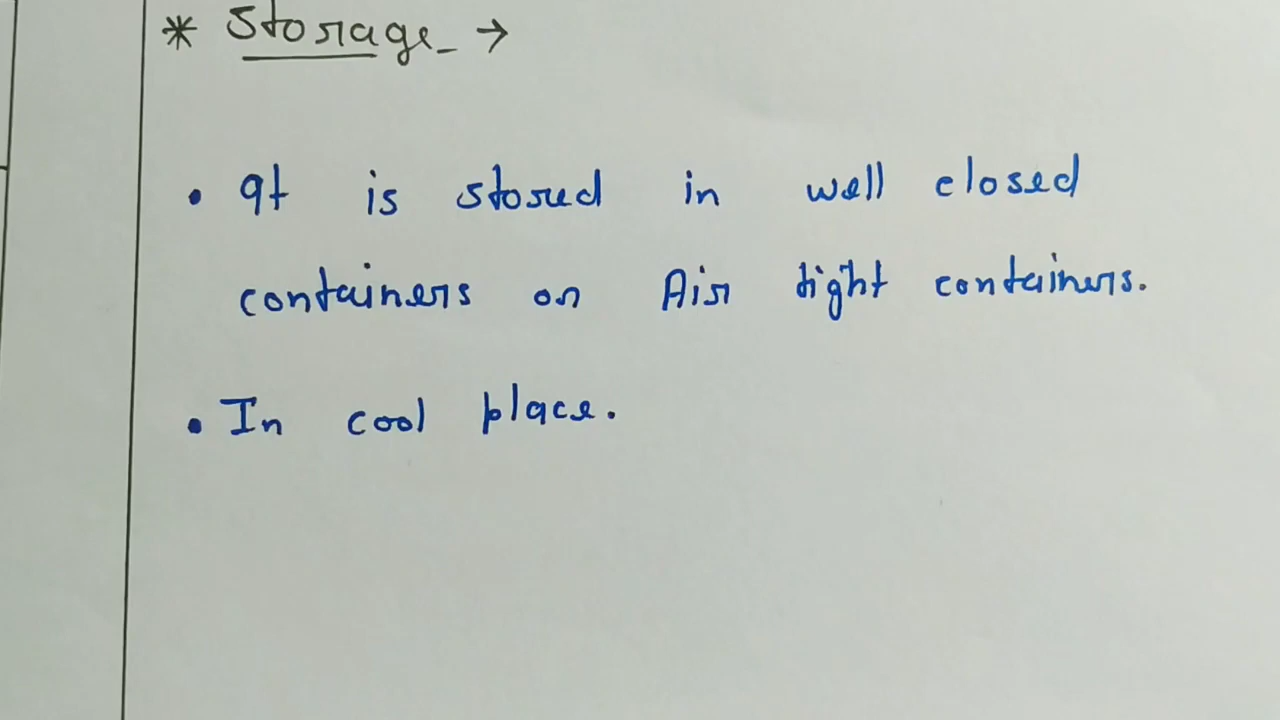 * Storage →
• It is stored in well closed
containers or Air tight containers.
• In cool place.